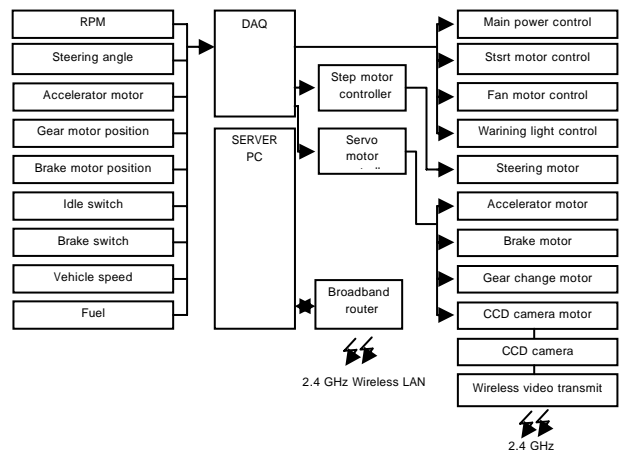 RPM
Steering angle
Accelerator motor
Gear motor position
Brake motor position
Idle switch
Brake switch
Vehicle speed
Fuel
DAQ
SERVER
PC
Step motor
controller
Servo
motor
Broadband
router
2.4 GHz Wireless LAN
Main power control
Stsrt motor control
Fan motor control
Warining light control
Steering motor
Accelerator motor
Brake motor
Gear change motor
CCD camera motor
CCD camera
Wireless video transmit
2.4 GHz